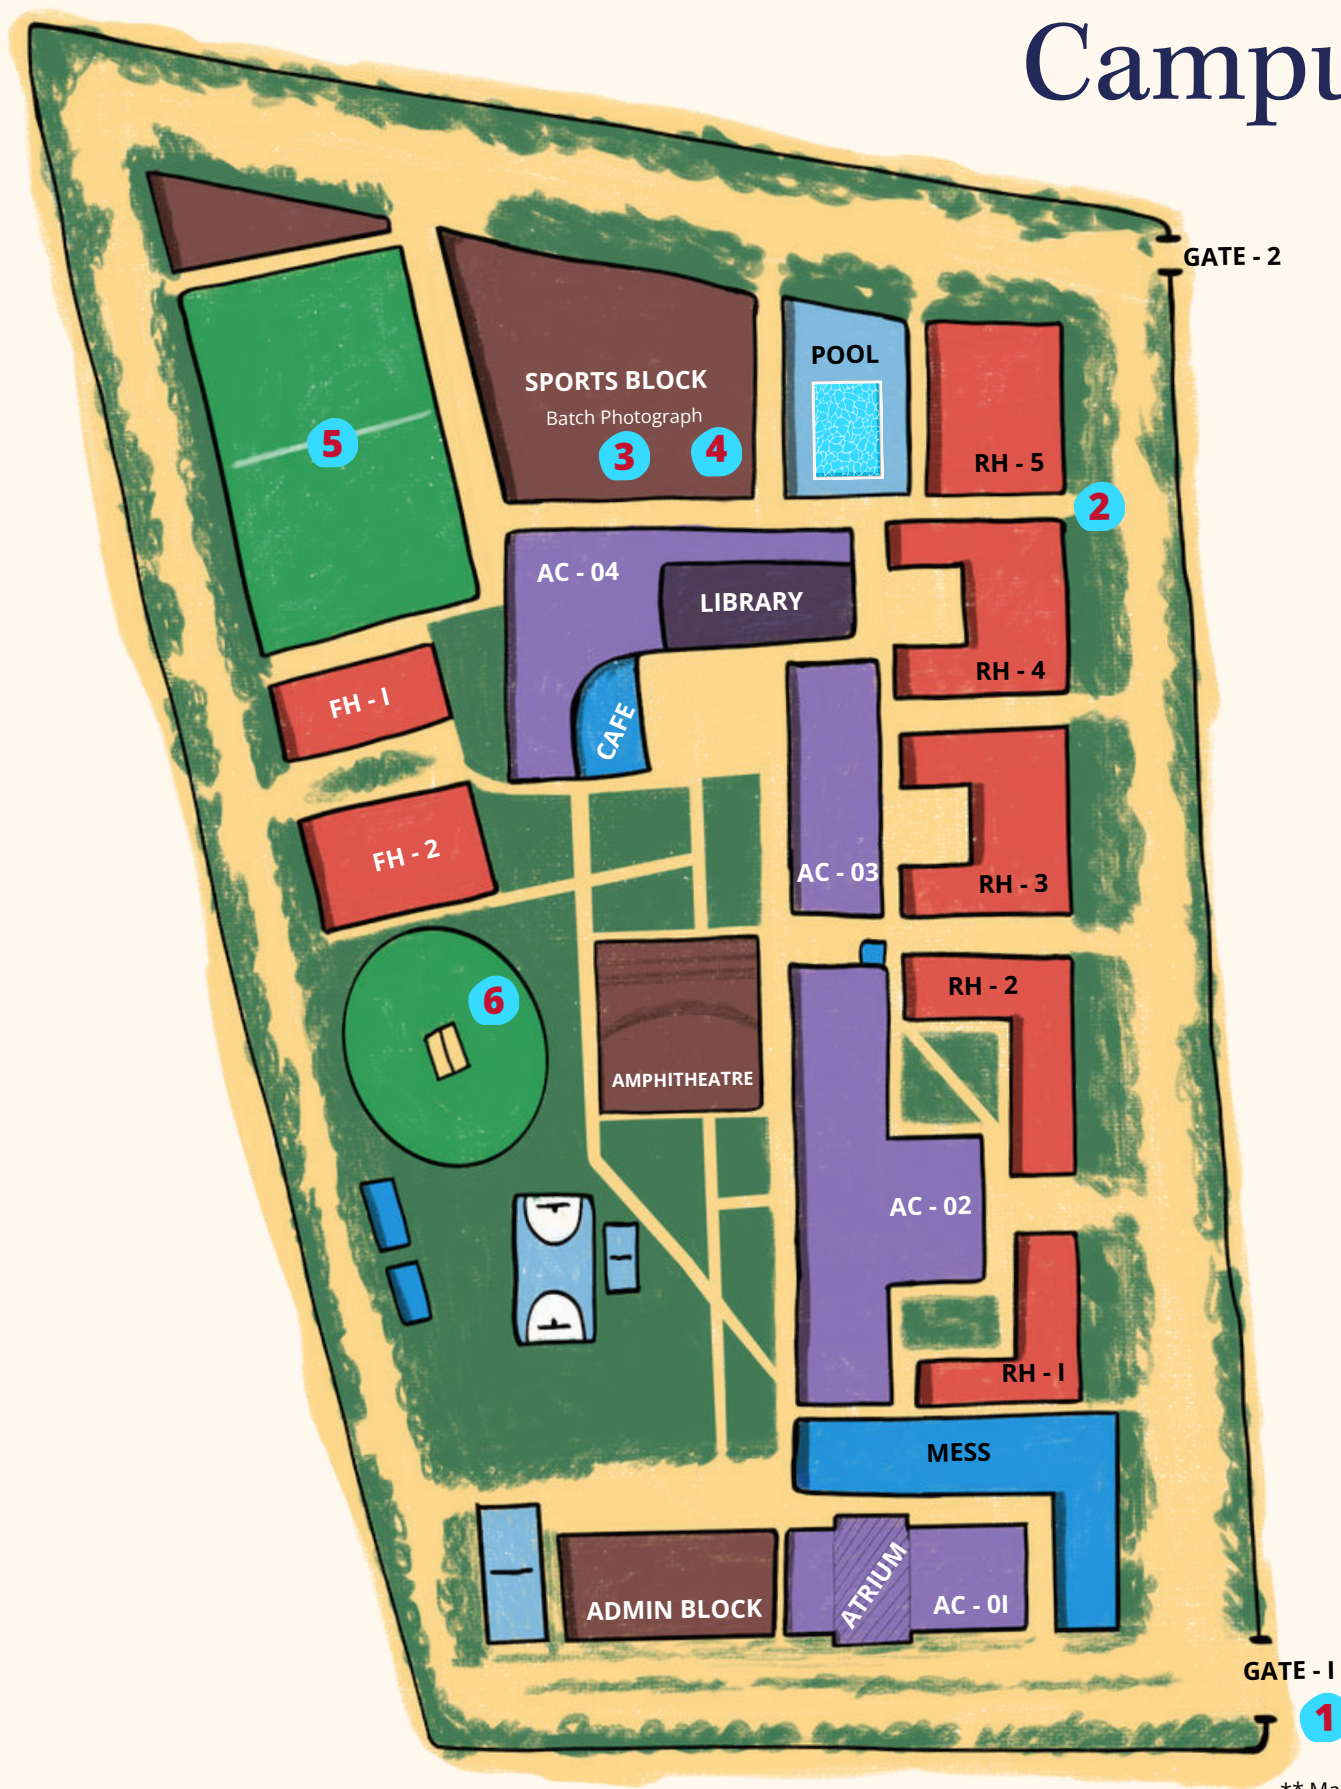 Campu
GATE - 2
POOL
SPORTS BLOCK
Batch Photograph
5
3
4
RH - 5
2
AC - 04
LIBRARY
RH - 4
FH - I
CAFE
FH - 2
AC - 03
RH - 3
6
RH - 2
AMPHITHEATRE
AC - 02
RH - I
MESS
ATRIUM
ADMIN BLOCK
AC - 0I
GATE - I
1
** Ma